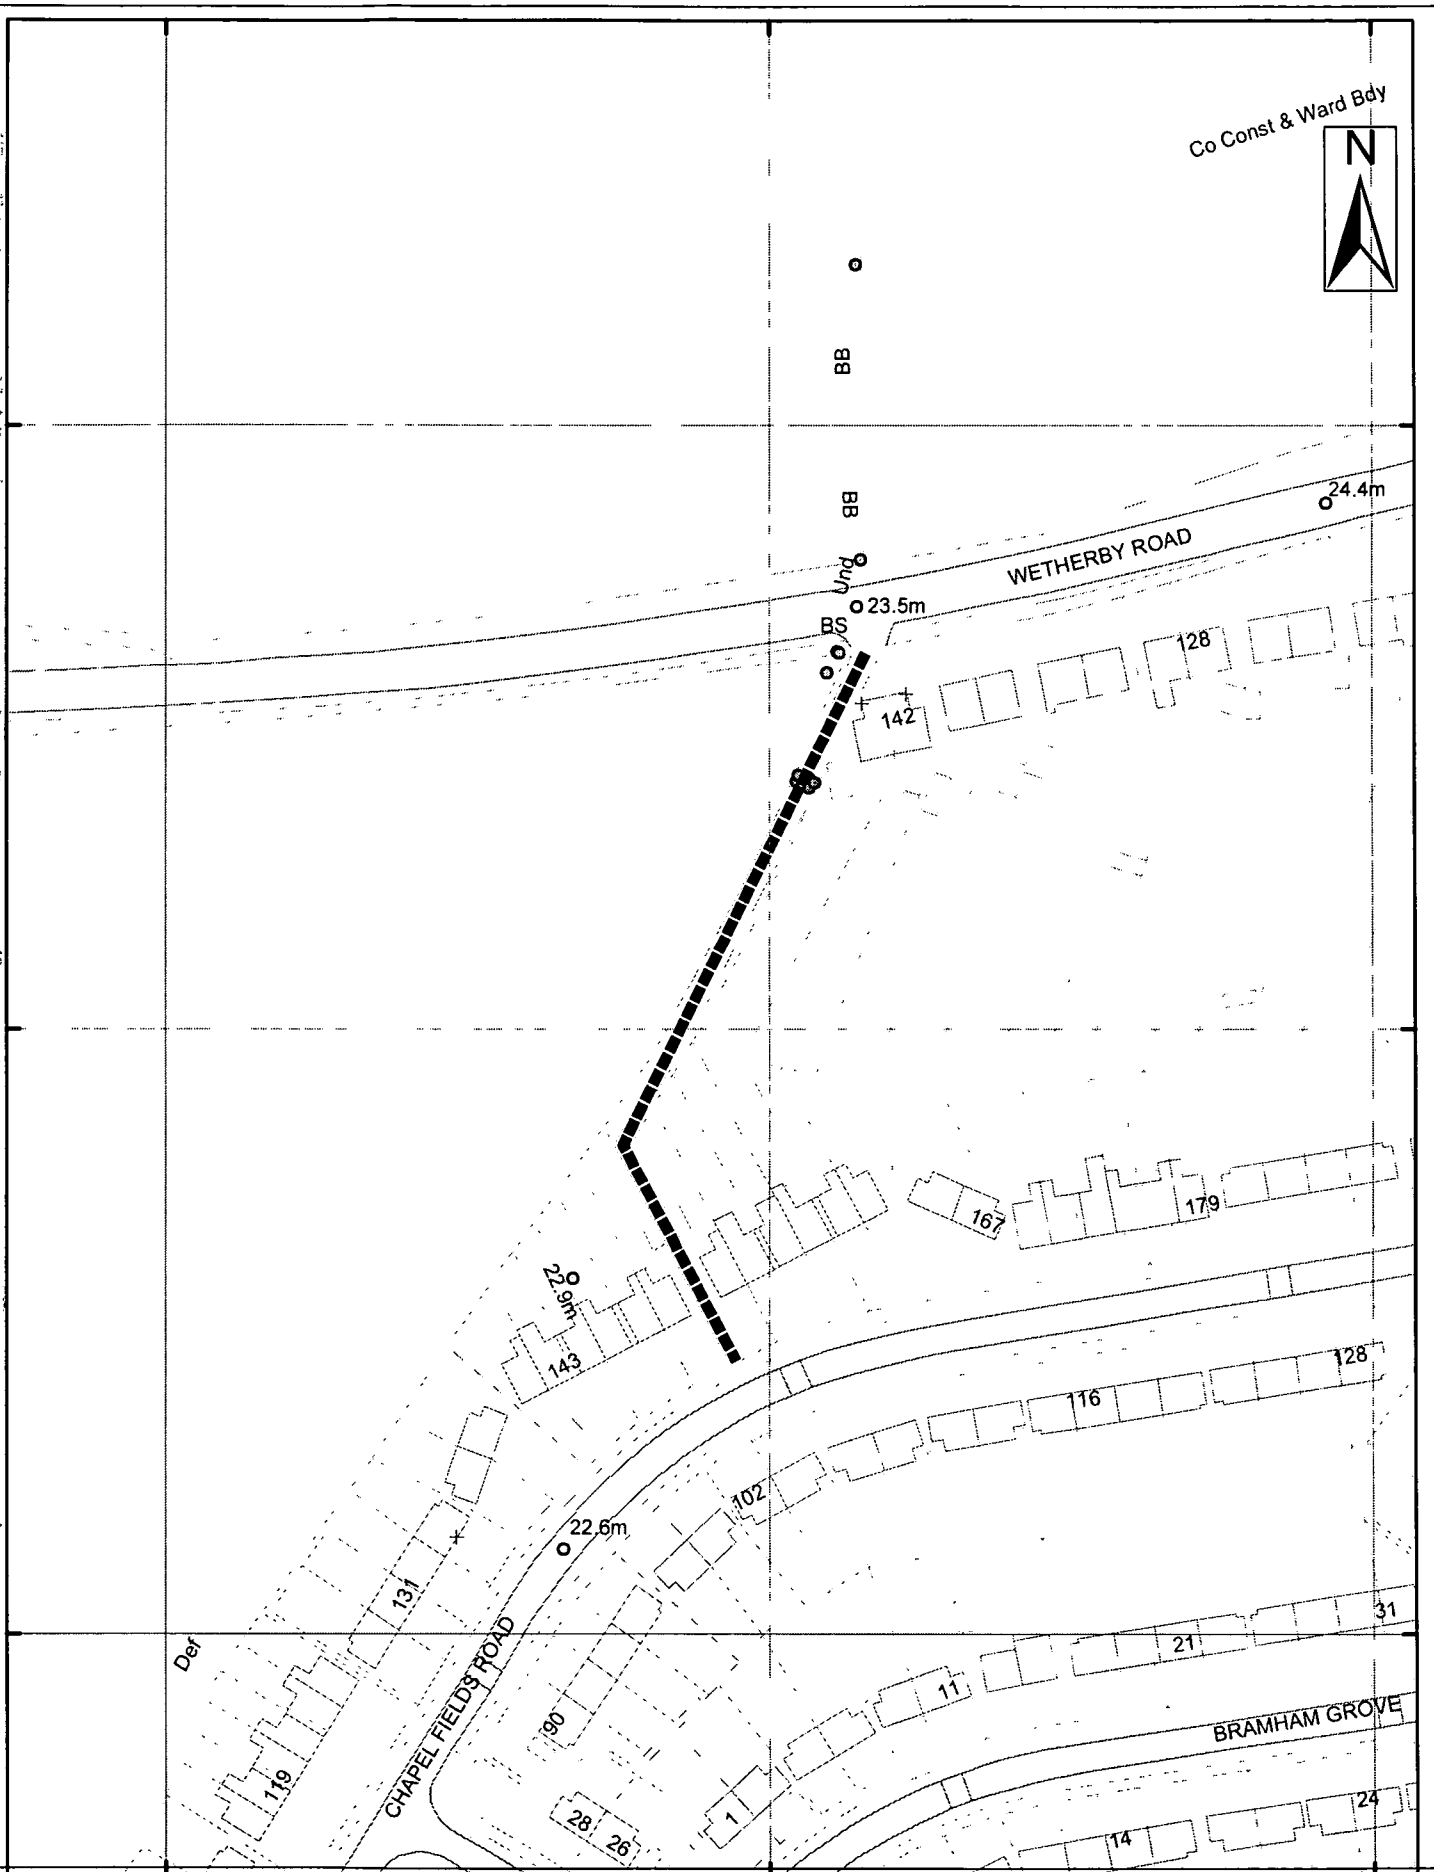 Co Const & Ward Bdy
N
BB
BB
24.4m
WETHERBY ROAD
Und
23.5m
BS
128
142
167
179
22.9m
143
128
116
102
22.6m
131
Def
31
21
CHAPEL FIELDS ROAD
11
90
BRAMHAM GROVE
119
28
26
1
24
14